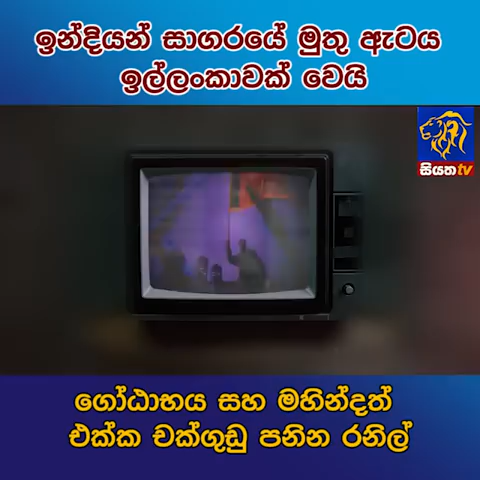 ඉන්දියන් සාගරයේ මුතු ඇටය
ඉල්ලංකාවක් වෙයි
සියත tv
ගෝඨාභය සහ මහින්දත්
එක්ක චක්ගුඩු පනින රනිල්